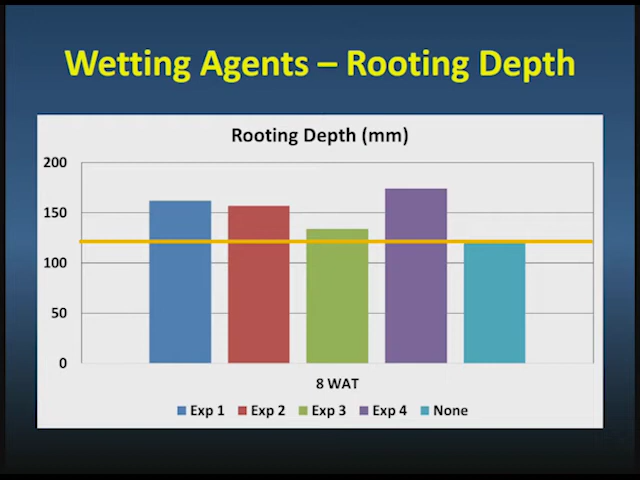 Wetting Agents – Rooting Depth
Rooting Depth (mm)
200
150
100
50
0
8 WAT
Exp 1 Exp 2 Exp 3 Exp 4 None